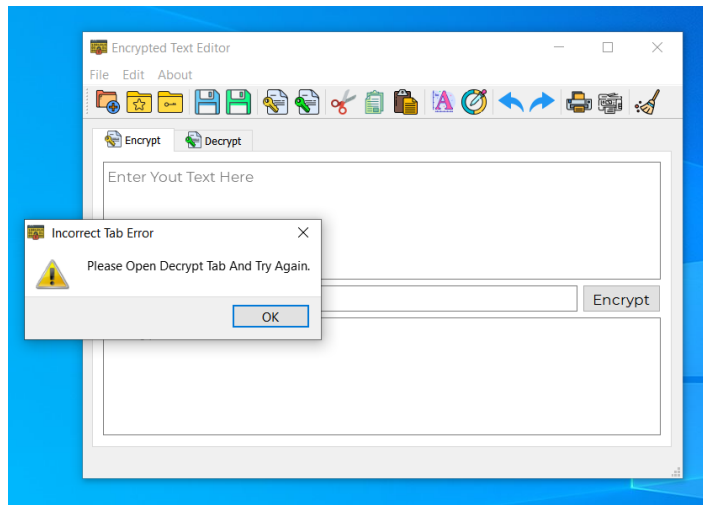 Encrypted Text Editor
File Edit About
Encrypt Decrypt
Enter Yout Text Here
Incorrect Tab Error
Please Open Decrypt Tab And Try Again.
OK
Encrypt